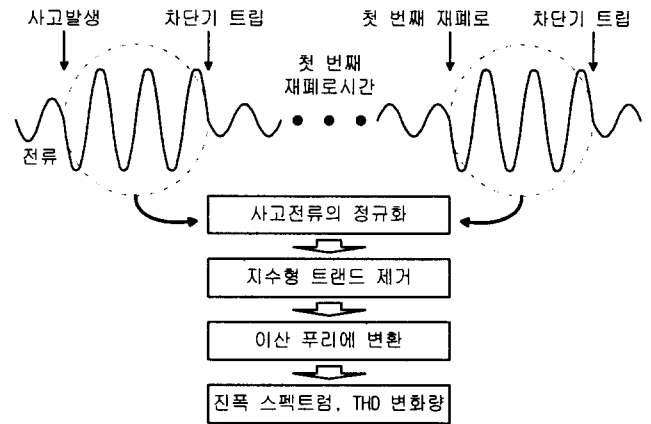 사고발생
차단기 트립
첫 번째 재폐로
차단기 트립
첫 번째
재폐로시간
전류
사고전류의 정규화
지수형 트랜드 제거
이산 푸리에 변환
진폭 스펙트럼, THD 변화량